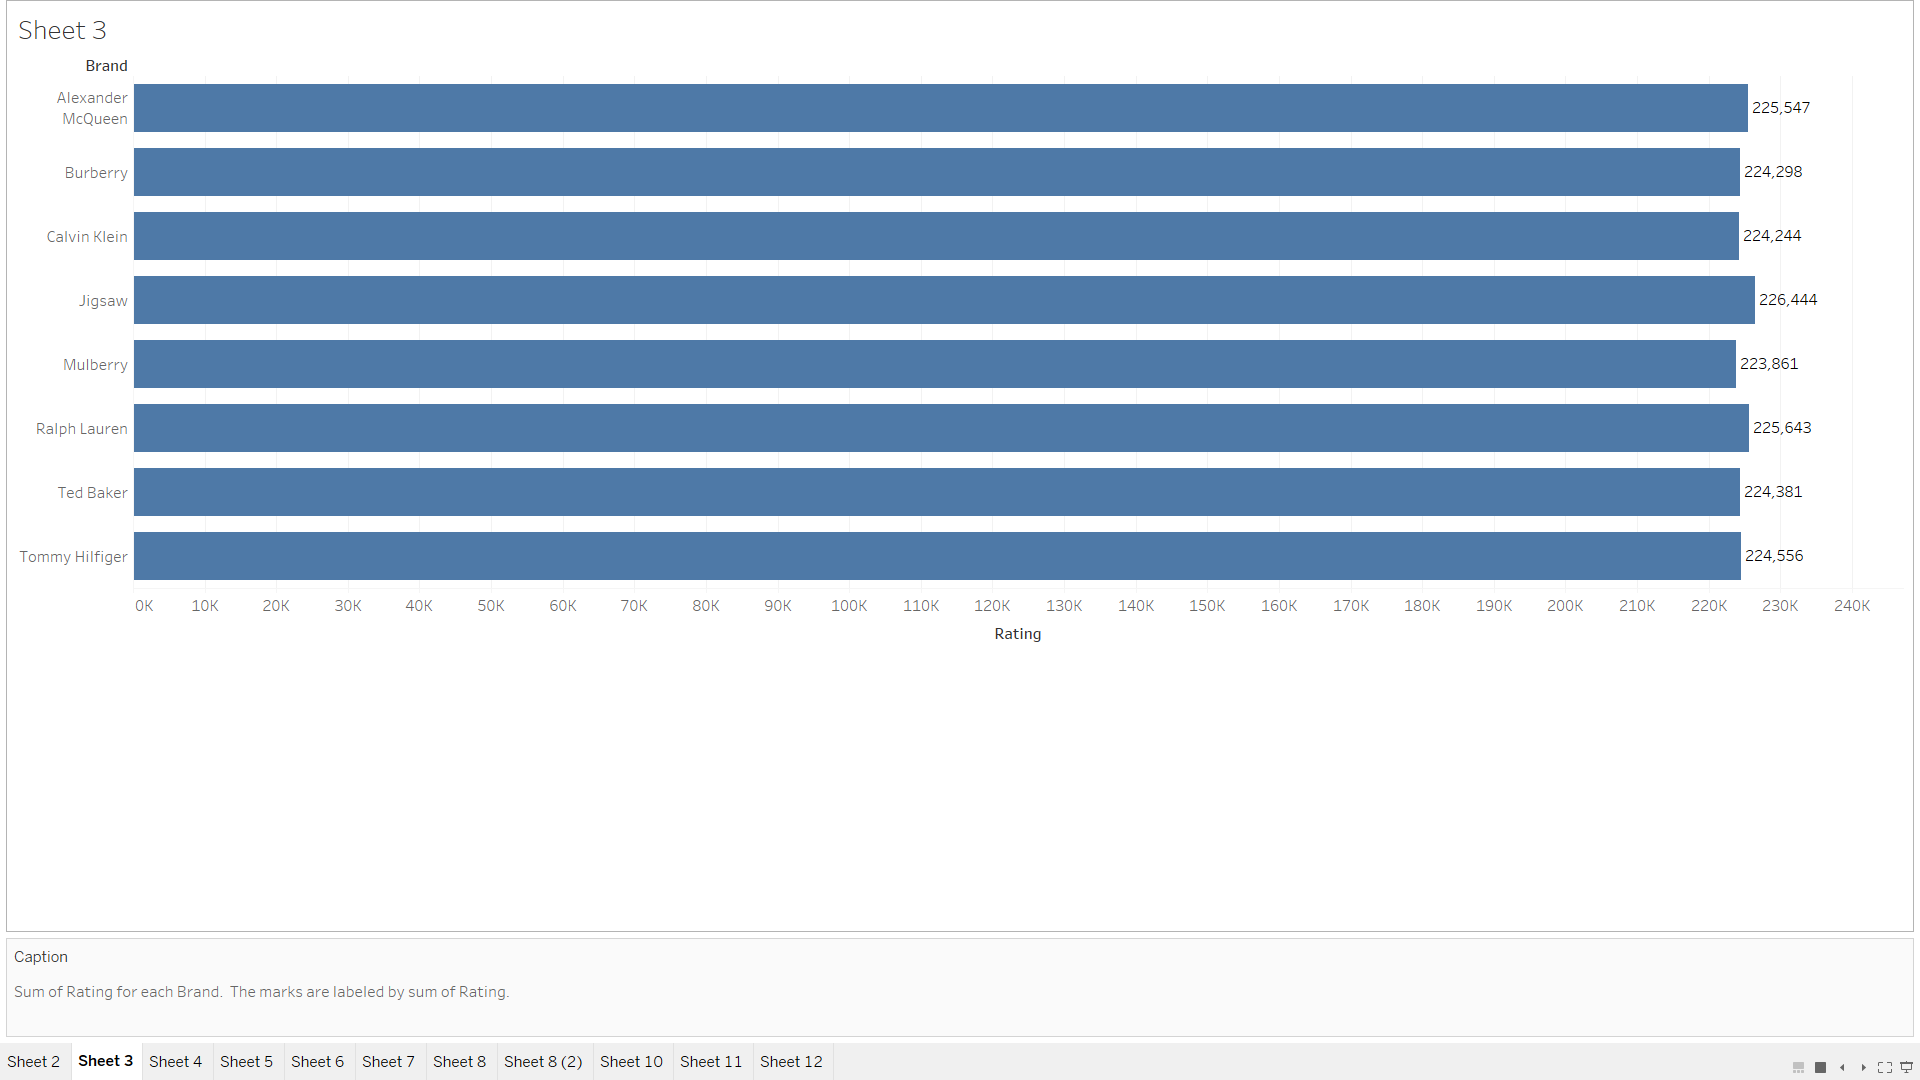 Sheet 3
Brand
Alexander
McQueen
225,547
Burberry
224,298
Calvin Klein
224,244
Jigsaw
226,444
Mulberry
223,861
Ralph Lauren
225,643
Ted Baker
224,381
Tommy Hilfiger
224,556
0K 10K 20K 30K 40K 50K 60K 70K 80K 90K 100K 110K 120K 130K 140K 150K 160K 170K 180K 190K 200K 210K 220K 230K 240K
Rating
Caption
Sum of Rating for each Brand. The marks are labeled by sum of Rating.
Sheet 2 Sheet 3 Sheet 4 Sheet 5 Sheet 6 Sheet 7 Sheet 8 Sheet 8 (2) Sheet 10 Sheet 11 Sheet 12